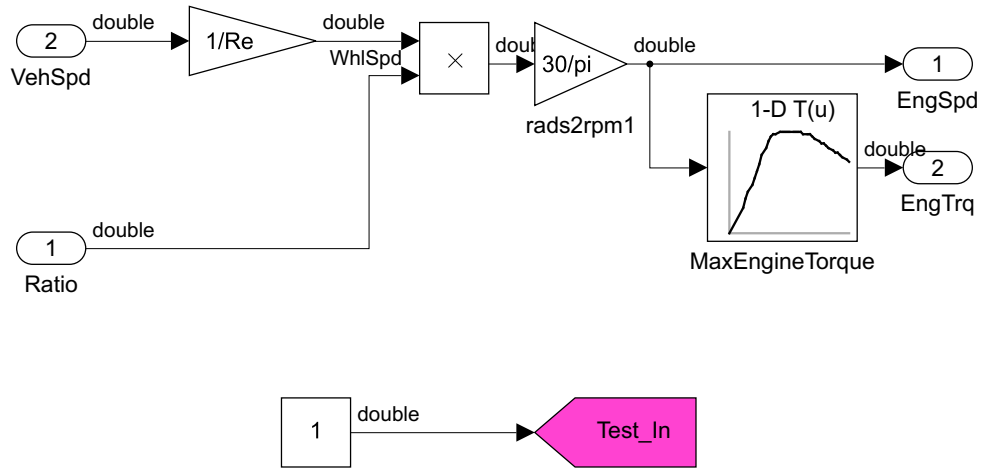 double
2
VehSpd
1/Re
double
WhlSpd
×
double
30/pi
rads2rpm1
double
1
EngSpd
1-D T(u)
MaxEngineTorque
double
2
EngTrq
double
1
Ratio
1
double
Test_In